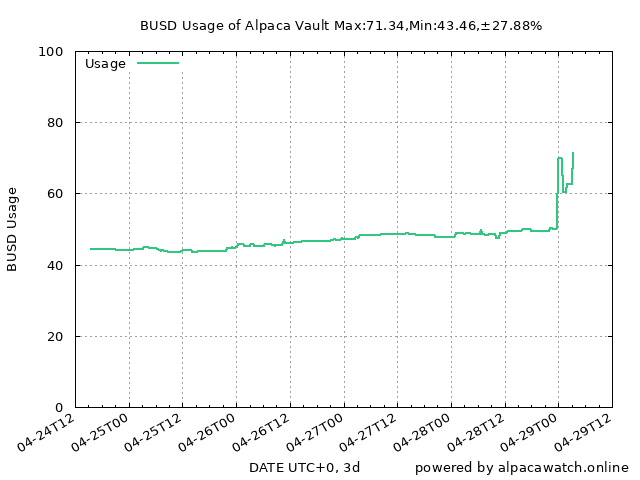 BUSD Usage of Alpaca Vault Max:71.34,Min:43.46,±27.88%
Usage
BUSD Usage
100
80
60
40
20
0
04-24T12
04-25T00
04-25T12
04-26T00
04-26T12
04-27T00
04-27T12
04-28T00
04-28T12
04-29T00
04-29T12
DATE UTC+0, 3d
powered by alpacawatch.online